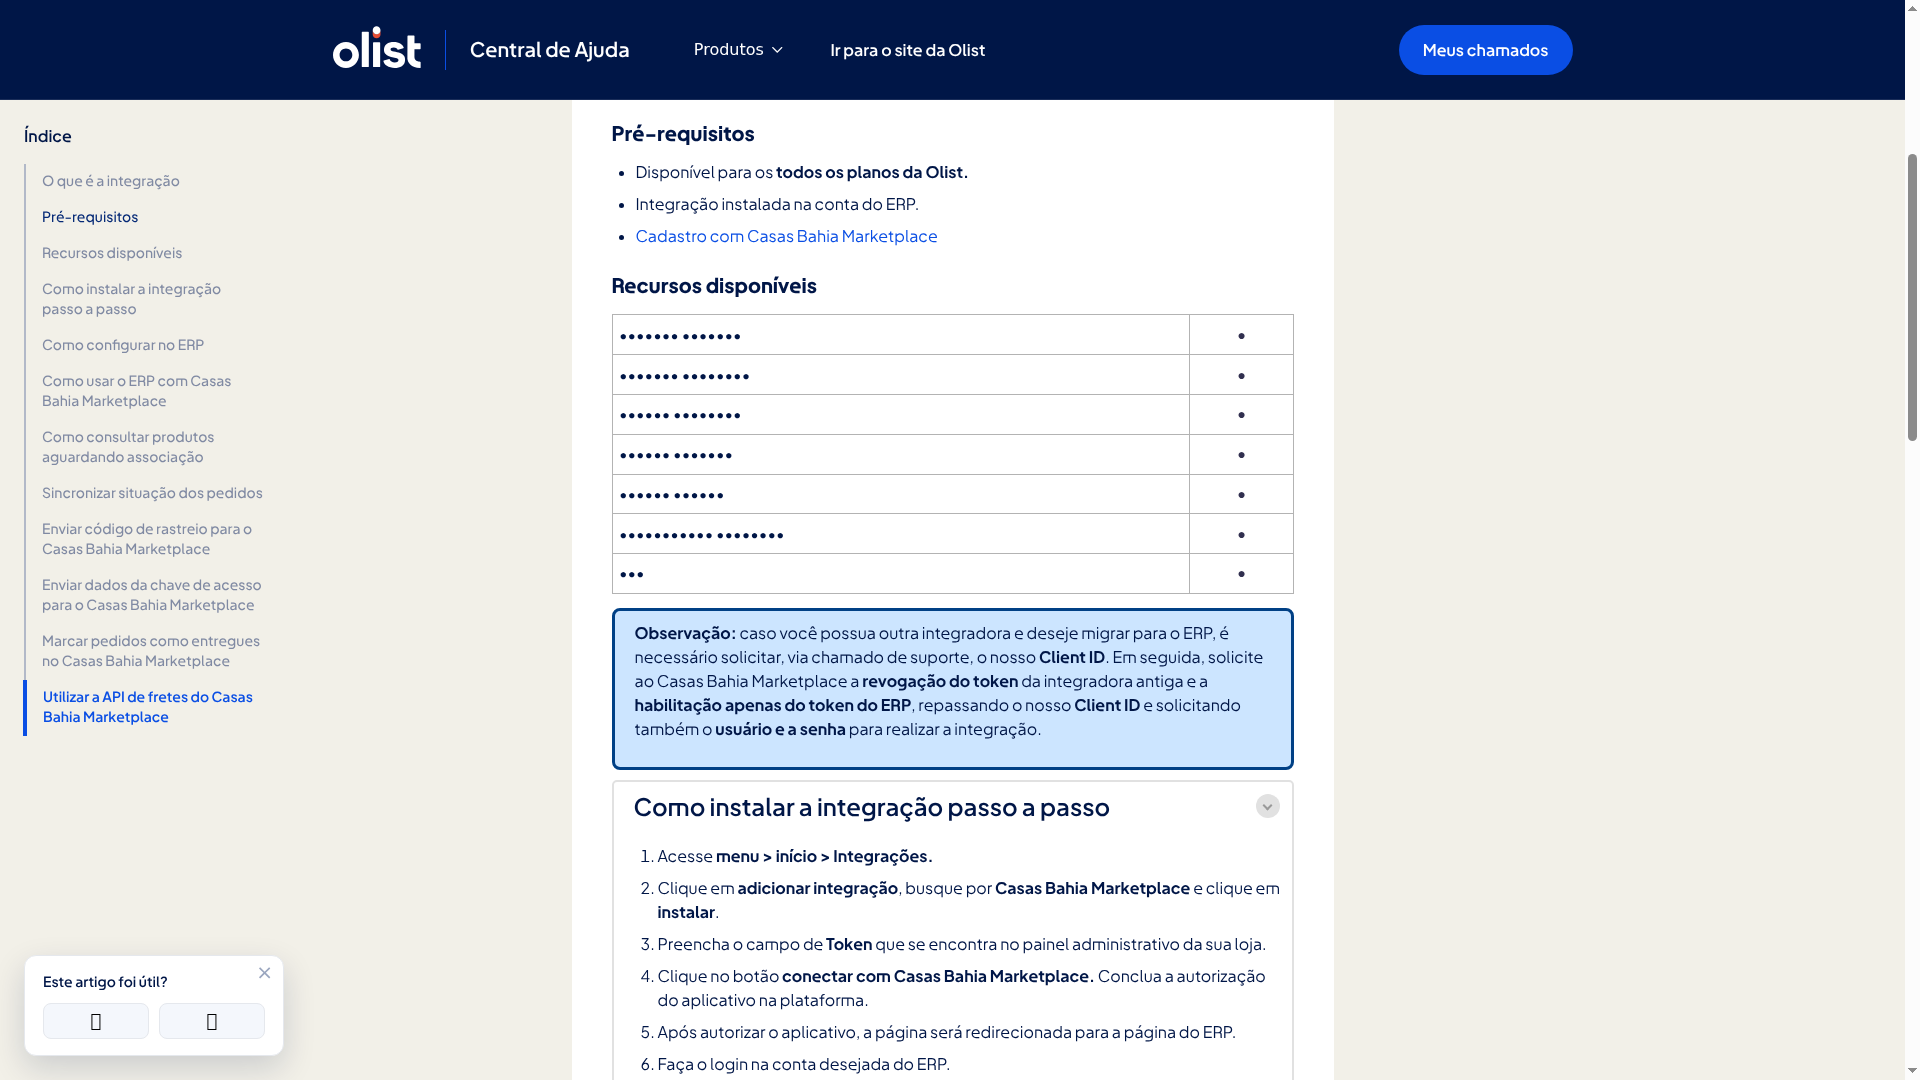 olist
Central de Ajuda
Produtos
Ir para o site da Olist
Meus chamados
Índice
O que é a integração
Pré-requisitos
Recursos disponíveis
Como instalar a integração
passo a passo
Como configurar no ERP
Como usar o ERP com Casas
Bahia Marketplace
Como consultar produtos
aguardando associação
Sincronizar situação dos pedidos
Enviar código de rastreio para o
Casas Bahia Marketplace
Enviar dados da chave de acesso
para o Casas Bahia Marketplace
Marcar pedidos como entregues
no Casas Bahia Marketplace
Utilizar a API de fretes do Casas
Bahia Marketplace
Este artigo foi útil?
Pré-requisitos
• Disponível para os todos os planos da Olist.
• Integração instalada na conta do ERP.
• Cadastro com Casas Bahia Marketplace
Recursos disponíveis
Observação: caso você possua outra integradora e deseje migrar para o ERP, é
necessário solicitar, via chamado de suporte, o nosso Client ID. Em seguida, solicite
ao Casas Bahia Marketplace a revogação do token da integradora antiga e a
habilitação apenas do token do ERP, repassando o nosso Client ID e solicitando
também o usuário e a senha para realizar a integração.
Como instalar a integração passo a passo
1. Acesse menu > início > Integrações.
2. Clique em adicionar integração, busque por Casas Bahia Marketplace e clique em
instalar.
3. Preencha o campo de Token que se encontra no painel administrativo da sua loja.
4. Clique no botão conectar com Casas Bahia Marketplace. Conclua a autorização
do aplicativo na plataforma.
5. Após autorizar o aplicativo, a página será redirecionada para a página do ERP.
6. Faça o login na conta desejada do ERP.